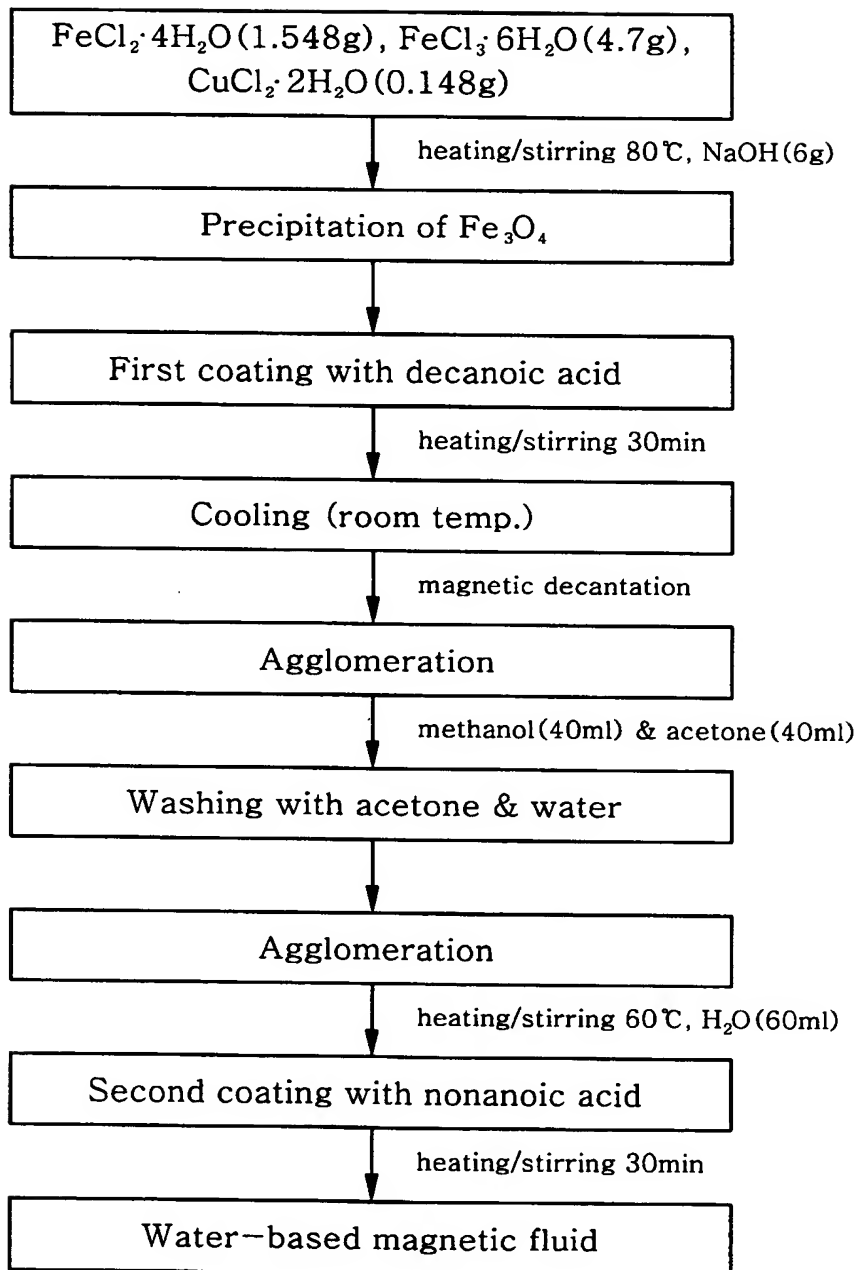 FeCl₂·4H₂O(1.548g), FeCl₃·6H₂O(4.7g),
CuCl₂·2H₂O(0.148g)
heating/stirring 80℃, NaOH(6g)
Precipitation of Fe₃O₄
First coating with decanoic acid
heating/stirring 30min
Cooling (room temp.)
magnetic decantation
Agglomeration
methanol(40ml) & acetone(40ml)
Washing with acetone & water
Agglomeration
heating/stirring 60℃, H₂O(60ml)
Second coating with nonanoic acid
heating/stirring 30min
Water-based magnetic fluid